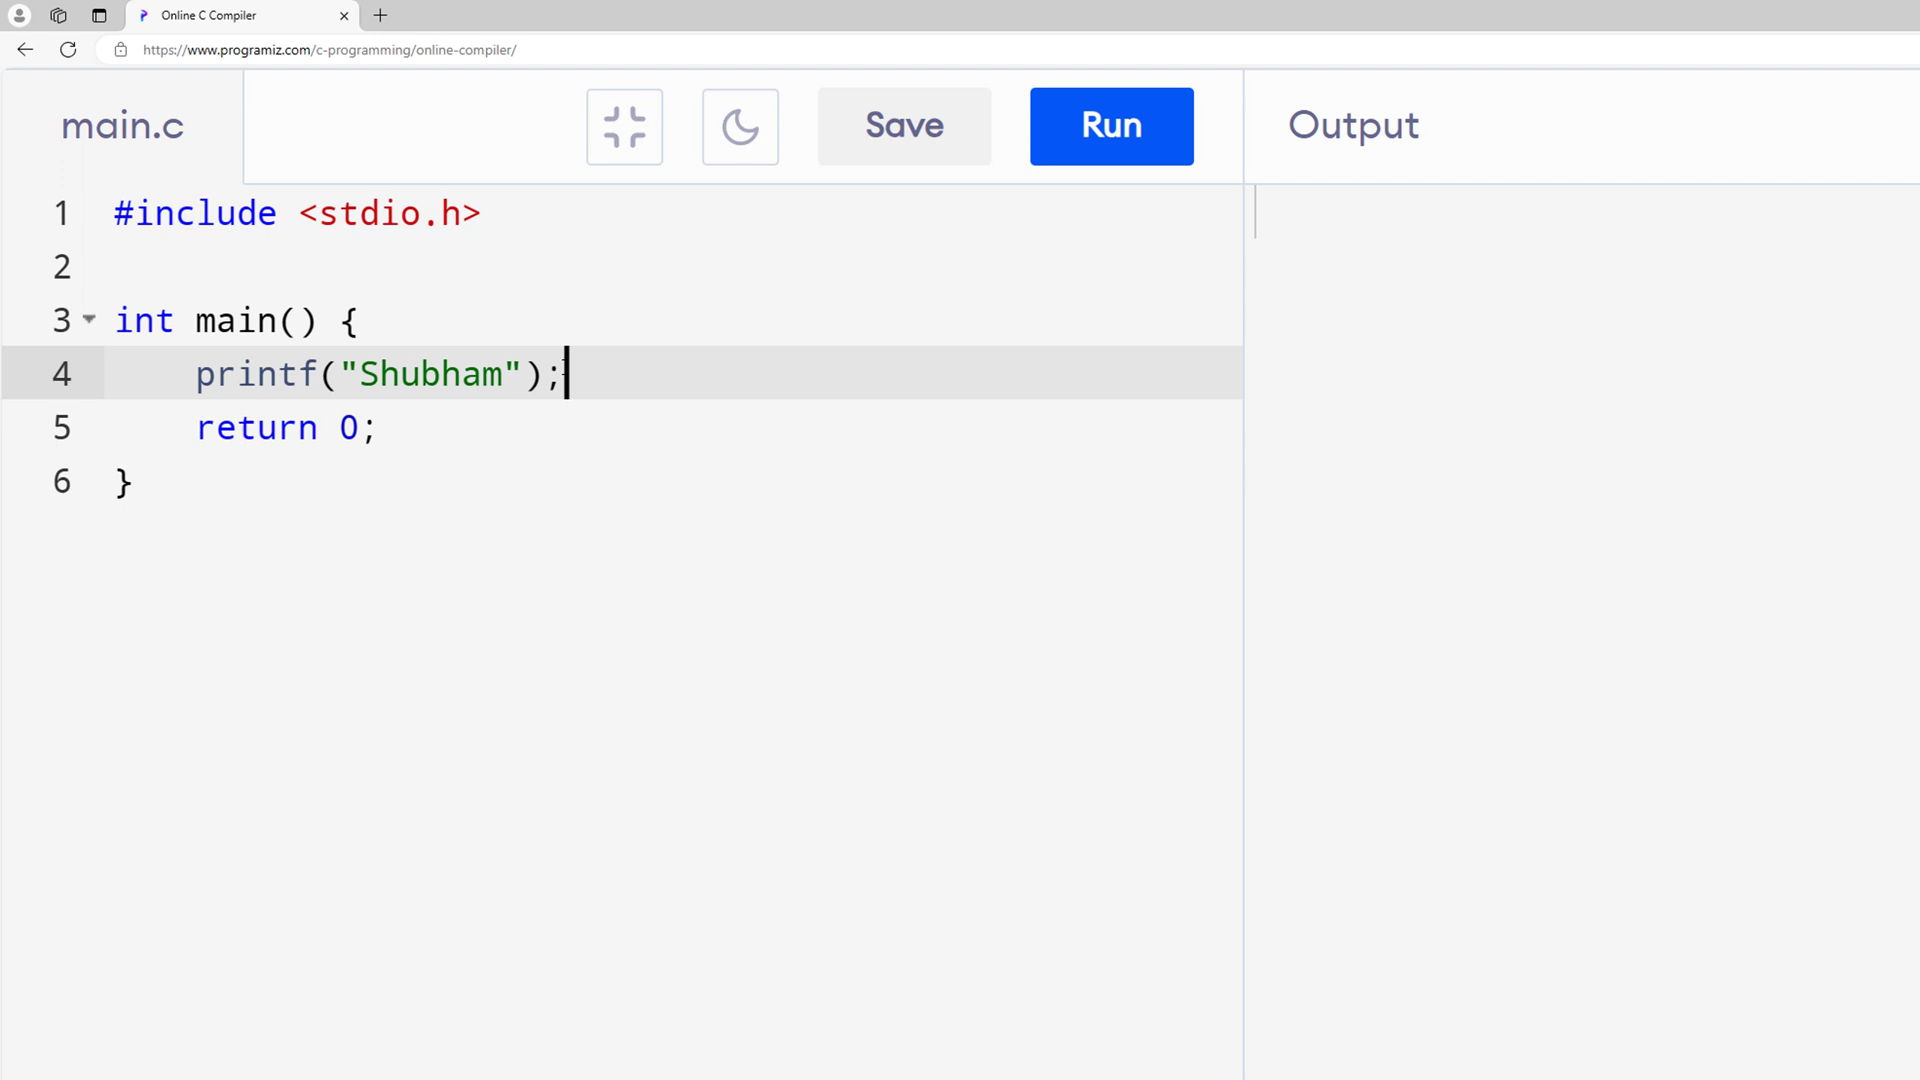 Online C Compiler
https://www.programiz.com/c-programming/online-compiler/
main.c
Save
Run
Output
1 #include <stdio.h>
2
3 int main() {
4     printf("Shubham");
5     return 0;
6 }